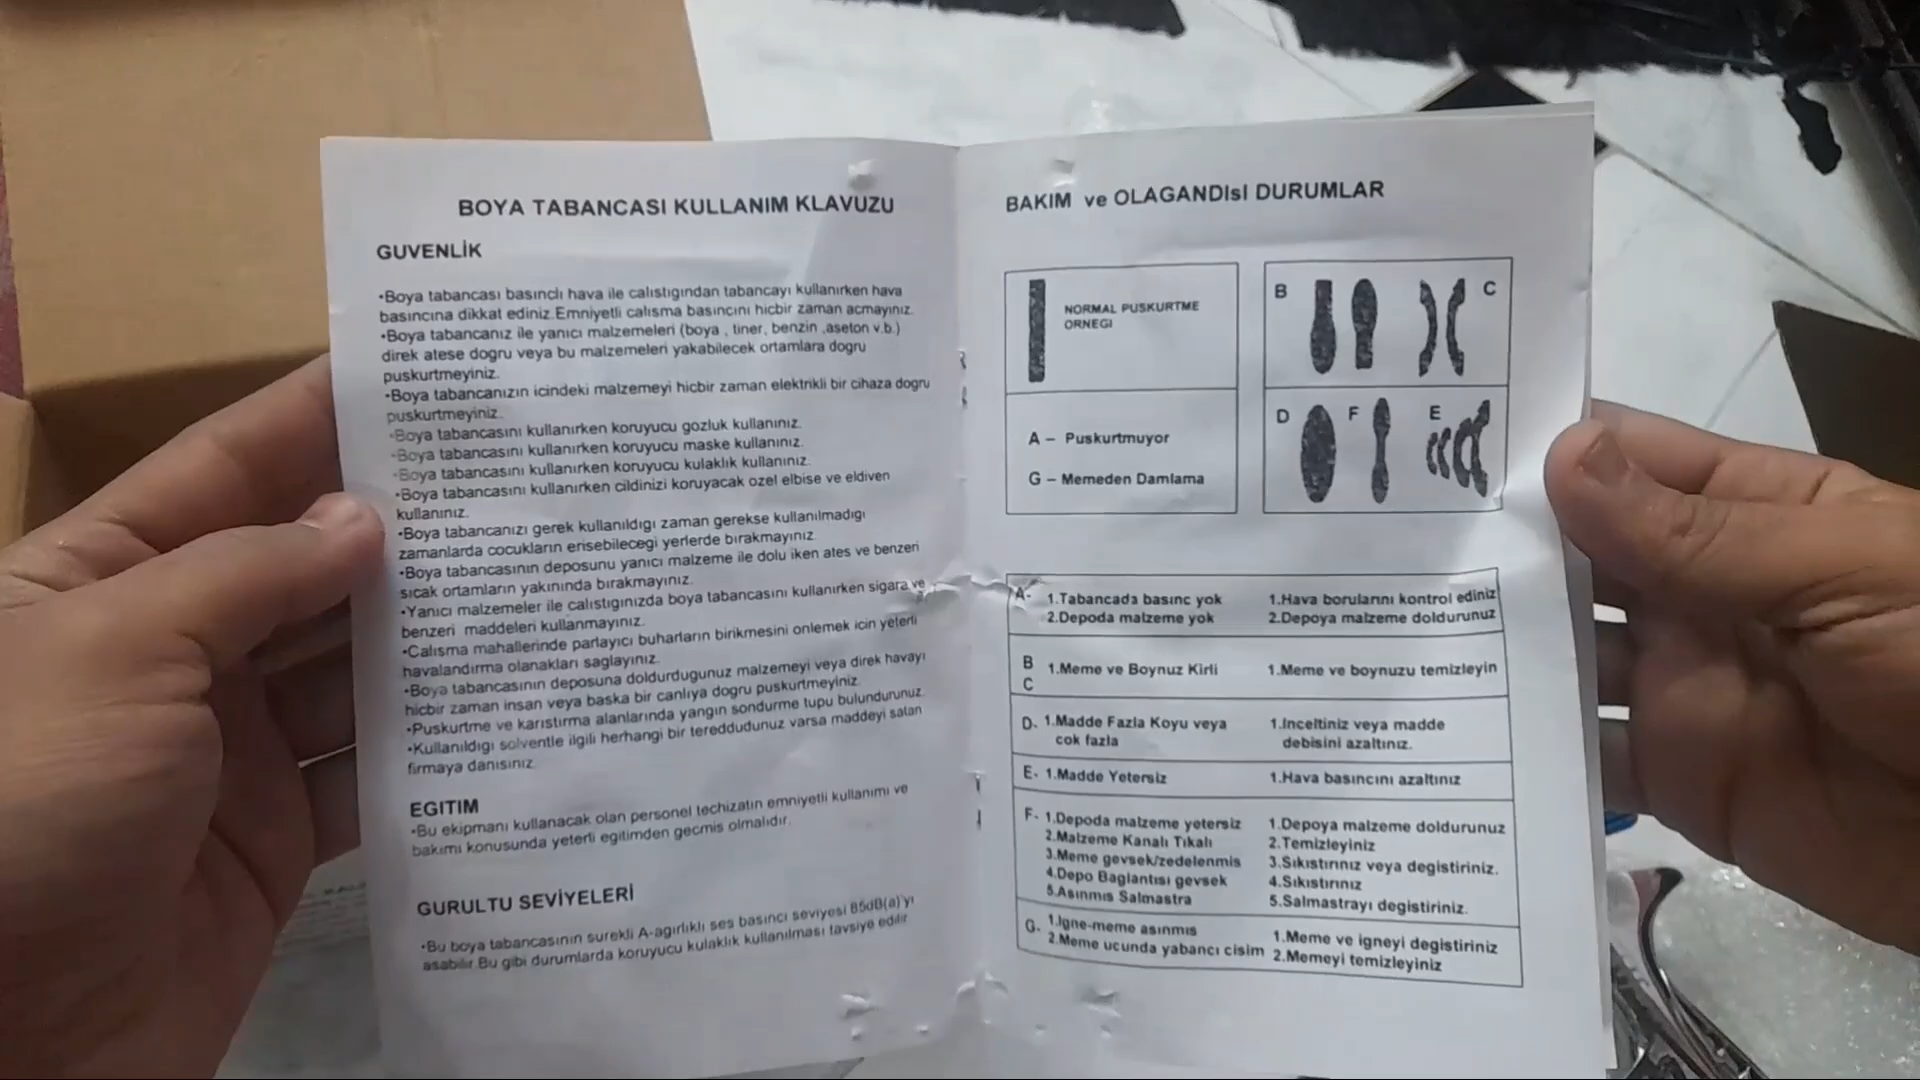 BOYA TABANCASI KULLANIM KLAVUZU
GUVENLİK
•Boya tabancası basınclı hava ile calıstıgından tabancayı kullanırken hava
basıncına dikkat ediniz.Emniyetli calısma basıncını hicbir zaman acmayınız.
•Boya tabancanız ile yanıcı malzemeleri (boya , tiner, benzin ,aseton v.b.)
direk atese dogru veya bu malzemeleri yakabilecek ortamlara dogru
puskurtmeyiniz.
•Boya tabancanızın icindeki malzemeyi hicbir zaman elektrikli bir cihaza dogru
puskurtmeyiniz.
•Boya tabancasını kullanırken koruyucu gozluk kullanınız.
•Boya tabancasını kullanırken koruyucu maske kullanınız.
•Boya tabancasını kullanırken koruyucu kulaklık kullanınız.
•Boya tabancasını kullanırken cildinizi koruyacak ozel elbise ve eldiven
kullanınız.
•Boya tabancanızı gerek kullanıldıgı zaman gerekse kullanılmadıgı
zamanlarda cocukların erisebilecegi yerlerde bırakmayınız.
•Boya tabancasının deposunu yanıcı malzeme ile dolu iken ates ve benzeri
sıcak ortamların yakınında bırakmayınız.
•Yanıcı malzemeler ile calıstıgınızda boya tabancasını kullanırken sigara ve
benzeri maddeleri kullanmayınız.
•Calısma mahallerinde parlayıcı buharların birikmesini onlemek icin yeterli
havalandırma olanakları saglayınız.
•Boya tabancasının deposuna doldurdugunuz malzemeyi veya direk havayı
hicbir zaman insan veya baska bir canlıya dogru puskurtmeyiniz.
•Puskurtme ve karıstırma alanlarında yangın sondurme tupu bulundurunuz.
•Kullanıldıgı solventle ilgili herhangi bir tereddudunuz varsa maddeyi satan
firmaya danısınız.
EGITIM
•Bu ekipmanı kullanacak olan personel techizatın emniyetli kullanımı ve
bakımı konusunda yeterli egitimden gecmis olmalıdır.
GURULTU SEVİYELERİ
•Bu boya tabancasının surekli A-agırlıklı ses basıncı seviyesi 85dB(a)'yı
asabilir.Bu gibi durumlarda koruyucu kulaklık kullanılması tavsiye edilir
BAKIM ve OLAGANDISI DURUMLAR
NORMAL PUSKURTME
ORNEGI
A – Puskurtmuyor
G – Memeden Damlama
B C
D F E
A- 1.Tabancada basınc yok 1.Hava borularını kontrol ediniz
2.Depoda malzeme yok 2.Depoya malzeme doldurunuz
B 1.Meme ve Boynuz Kirli 1.Meme ve boynuzu temizleyin
C
D. 1.Madde Fazla Koyu veya 1.Inceltiniz veya madde
cok fazla debisini azaltınız.
E. 1.Madde Yetersiz 1.Hava basıncını azaltınız
F- 1.Depoda malzeme yetersiz 1.Depoya malzeme doldurunuz
2.Malzeme Kanalı Tıkalı 2.Temizleyiniz
3.Meme gevsek/zedelenmis 3.Sıkıstırınız veya degistiriniz.
4.Depo Baglantısı gevsek 4.Sıkıstırınız
5.Asınmıs Salmastra 5.Salmastrayı degistiriniz.
G. 1.Igne-meme asınmıs 1.Meme ve igneyi degistiriniz
2.Meme ucunda yabancı cisim 2.Memeyi temizleyiniz